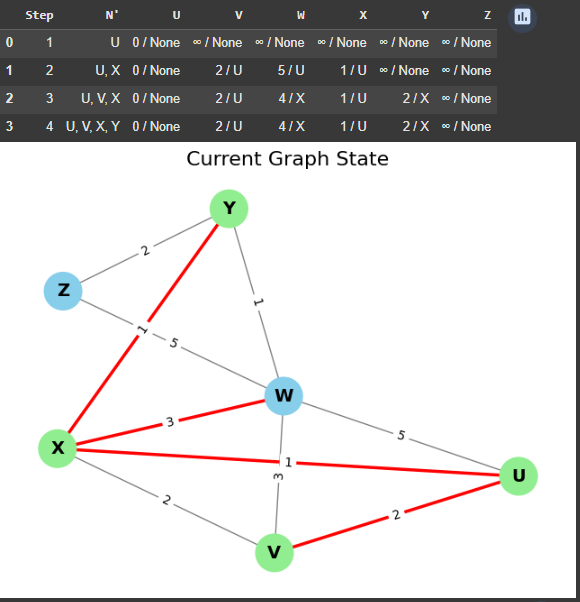 Step N' U V W X Y Z
0 1 U 0 / None ∞ / None ∞ / None ∞ / None ∞ / None ∞ / None
1 2 U, X 0 / None 2 / U 5 / U 1 / U ∞ / None ∞ / None
2 3 U, V, X 0 / None 2 / U 4 / X 1 / U 2 / X ∞ / None
3 4 U, V, X, Y 0 / None 2 / U 4 / X 1 / U 2 / X ∞ / None
Current Graph State
Y
2
Z
1
1
5
W
3
5
X
1
U
3
2
2
V